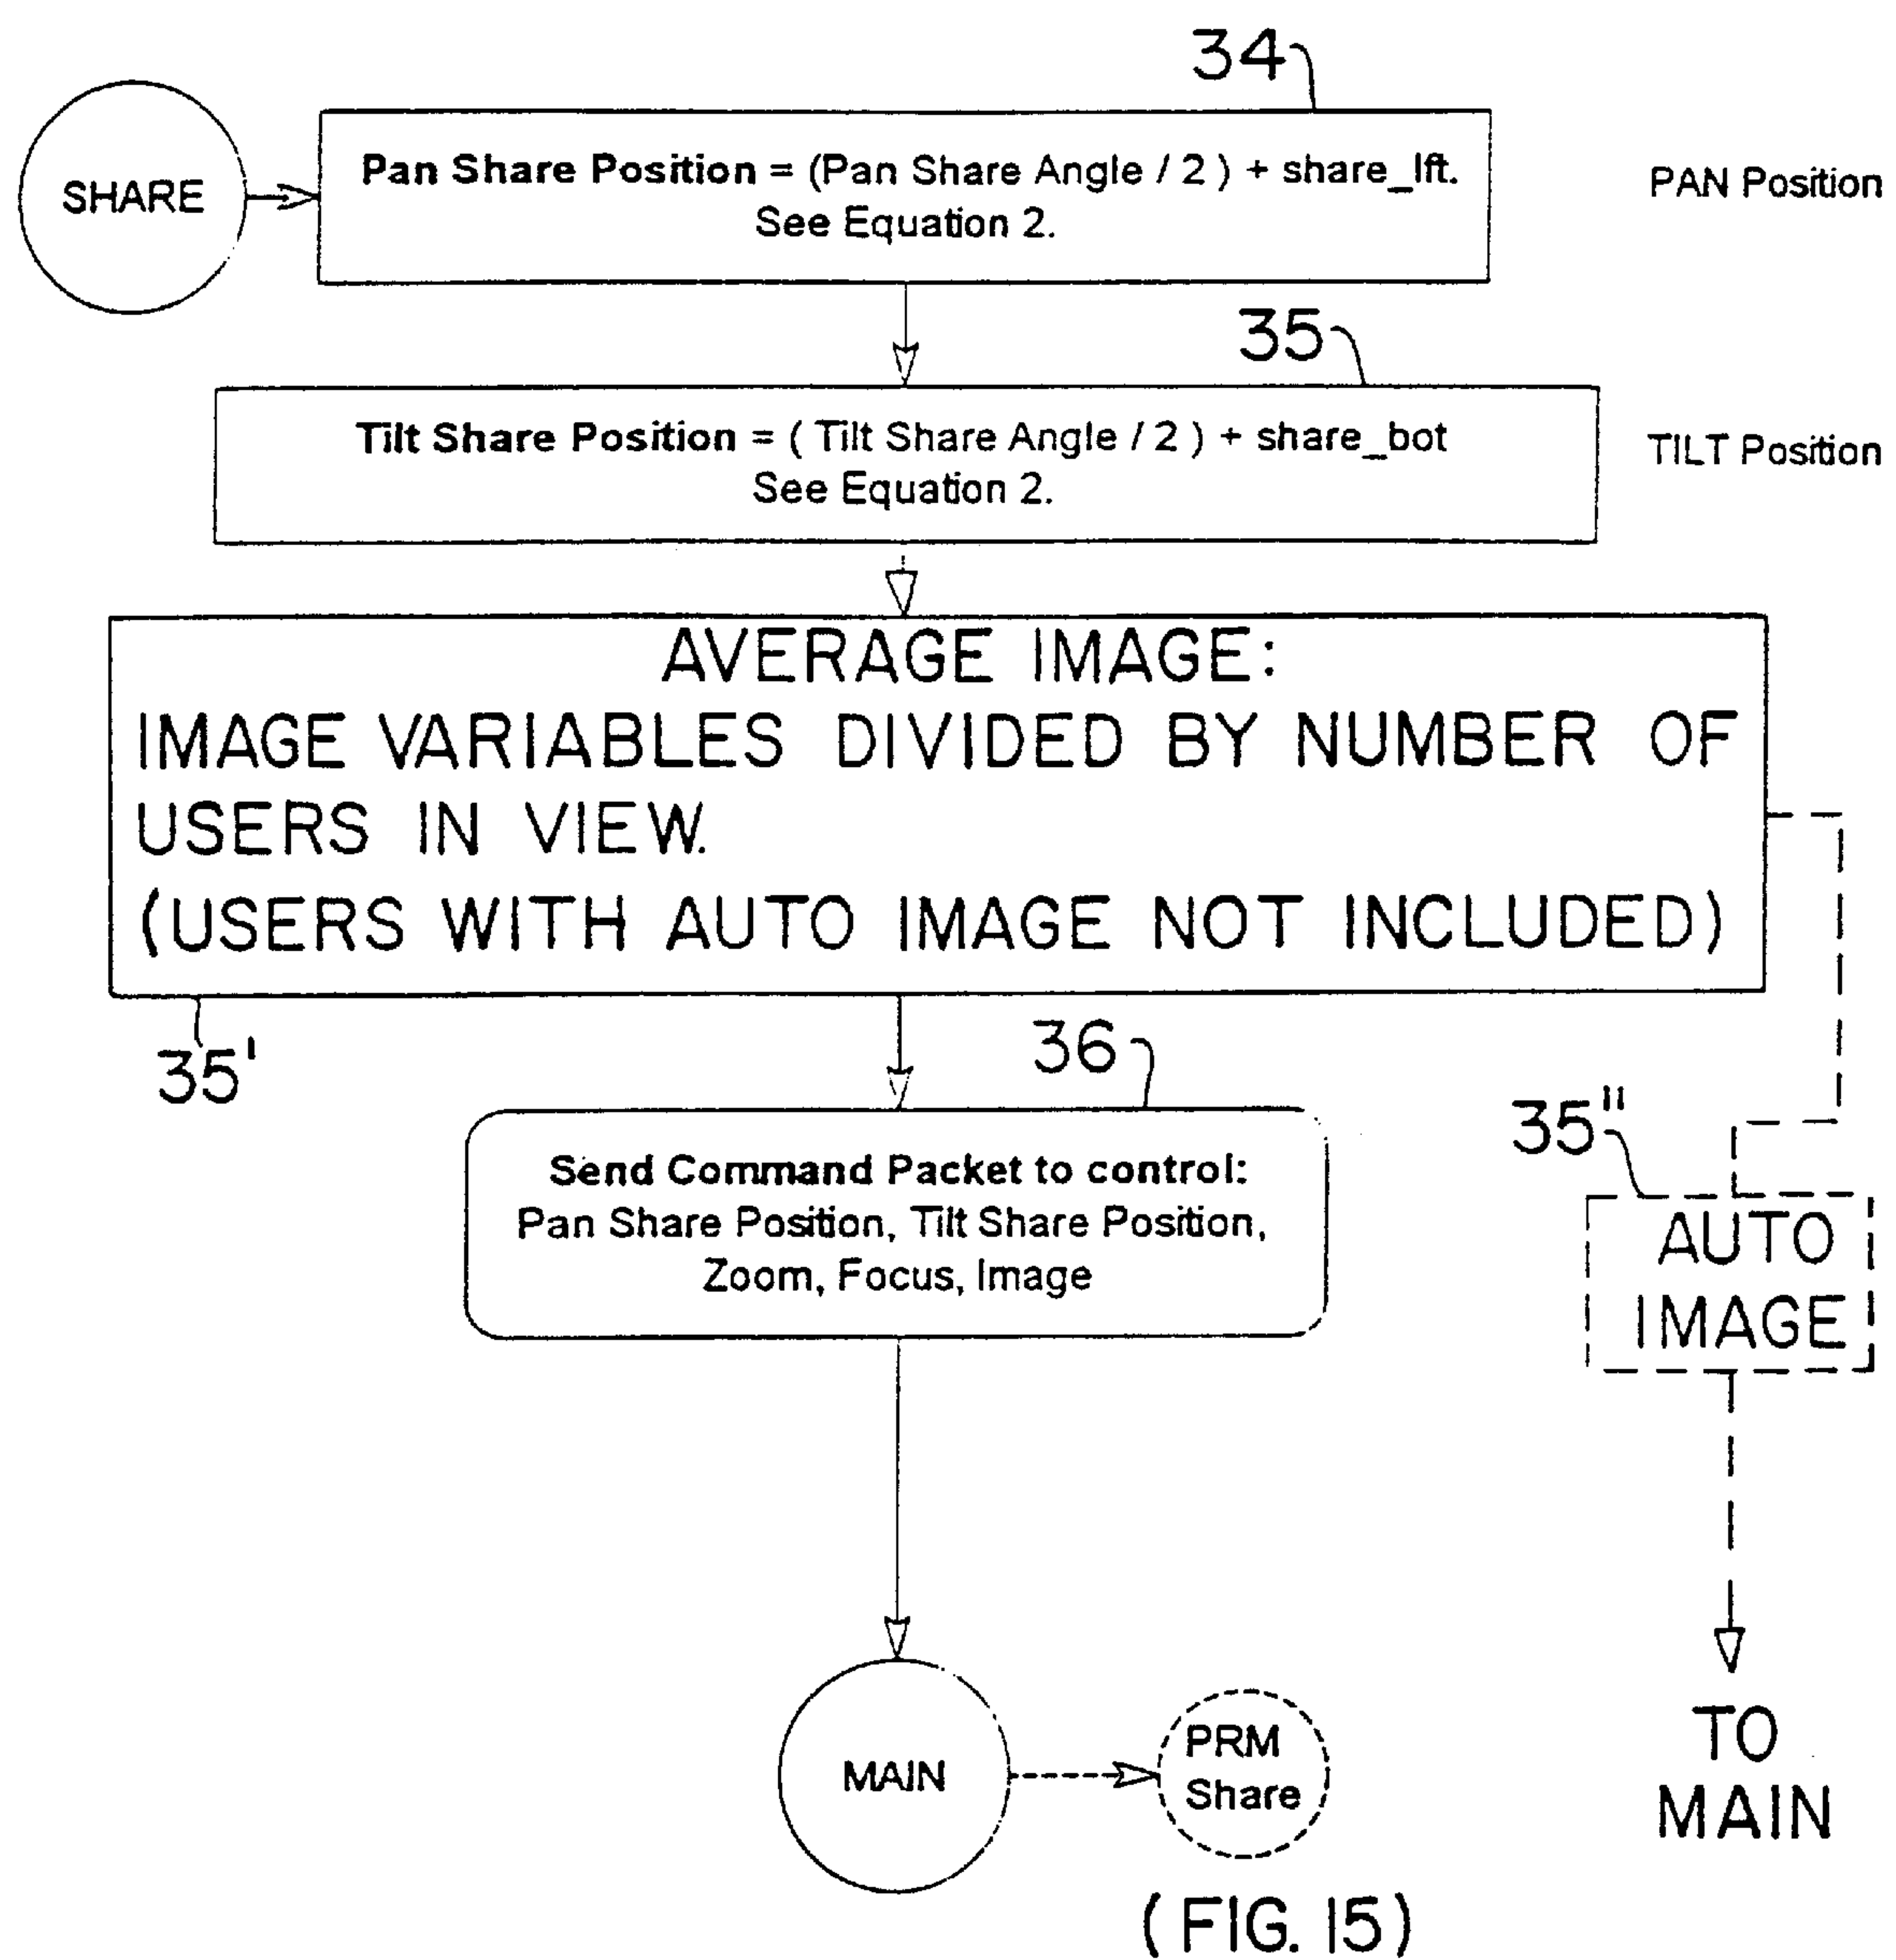 34
SHARE
Pan Share Position = (Pan Share Angle / 2 ) + share_lft.
See Equation 2.
PAN Position
35
Tilt Share Position = ( Tilt Share Angle / 2 ) + share_bot
See Equation 2.
TILT Position
AVERAGE IMAGE:
IMAGE VARIABLES DIVIDED BY NUMBER OF
USERS IN VIEW.
(USERS WITH AUTO IMAGE NOT INCLUDED)
35'
36
Send Command Packet to control:
Pan Share Position, Tilt Share Position,
Zoom, Focus, Image
35"
AUTO
IMAGE
MAIN
PRM
Share
TO
MAIN
(FIG. 15)